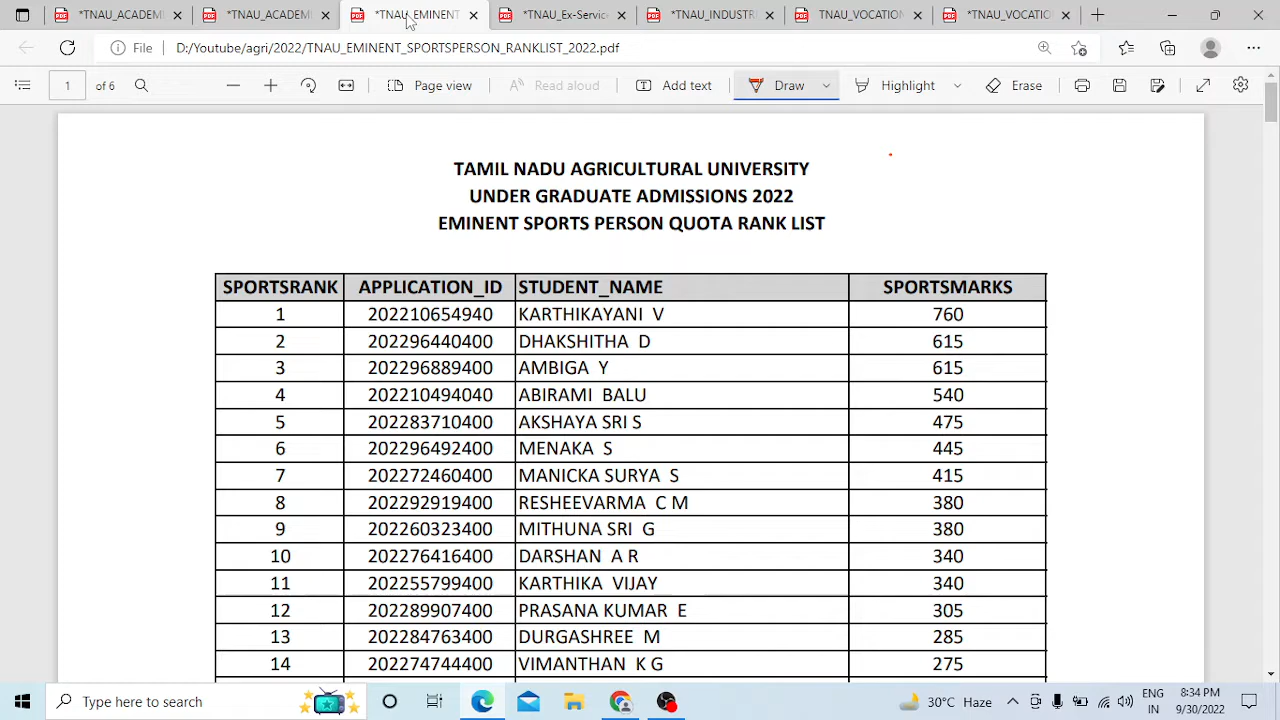 *TNAU_ACADEMI
*TNAU_ACADEMI
*TNAU_EMINENT
*TNAU_Ex-Service
*TNAU_INDUSTRI
TNAU_VOCATION
*TNAU_VOCATIO
File D:/Youtube/agri/2022/TNAU_EMINENT_SPORTSPERSON_RANKLIST_2022.pdf
1 of 6 Page view Read aloud Add text Draw Highlight Erase
TAMIL NADU AGRICULTURAL UNIVERSITY
UNDER GRADUATE ADMISSIONS 2022
EMINENT SPORTS PERSON QUOTA RANK LIST
SPORTSRANK APPLICATION_ID STUDENT_NAME SPORTSMARKS
1 202210654940 KARTHIKAYANI V 760
2 202296440400 DHAKSHITHA D 615
3 202296889400 AMBIGA Y 615
4 202210494040 ABIRAMI BALU 540
5 202283710400 AKSHAYA SRI S 475
6 202296492400 MENAKA S 445
7 202272460400 MANICKA SURYA S 415
8 202292919400 RESHEEVARMA C M 380
9 202260323400 MITHUNA SRI G 380
10 202276416400 DARSHAN A R 340
11 202255799400 KARTHIKA VIJAY 340
12 202289907400 PRASANA KUMAR E 305
13 202284763400 DURGASHREE M 285
14 202274744400 VIMANTHAN K G 275
Type here to search
30°C Haze
ENG
IN
8:34 PM
9/30/2022